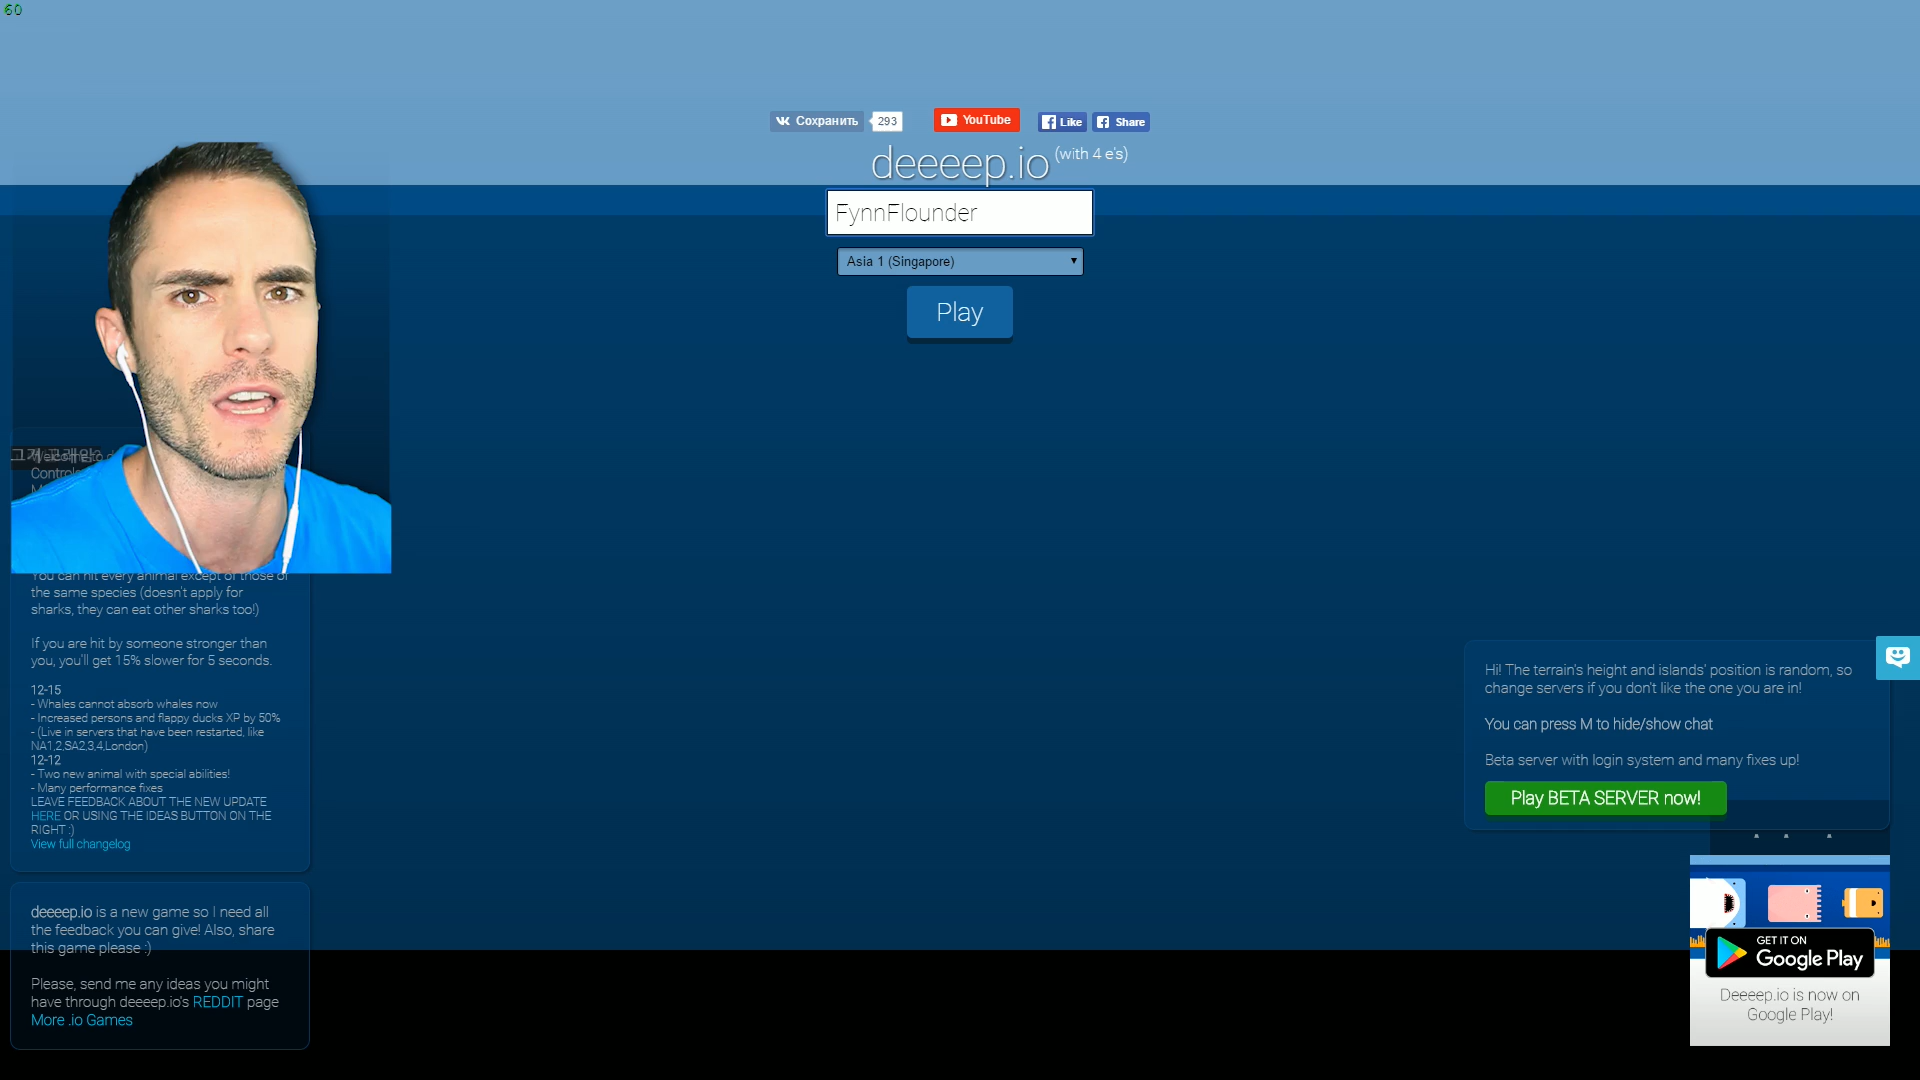 60
Сохранить
293
YouTube
Like
Share
deeeep.io (with 4 e's)
FynnFlounder
Asia 1 (Singapore)
Play
Welcome to d
Controls
You can hit every animal except of those of
the same species (doesn't apply for
sharks, they can eat other sharks too!)
If you are hit by someone stronger than
you, you'll get 15% slower for 5 seconds.
12-15
- Whales cannot absorb whales now
- Increased persons and flappy ducks XP by 50%
- (Live in servers that have been restarted, like
NA1,2,SA2,3,4,London)
12-12
- Two new animal with special abilities!
- Many performance fixes
LEAVE FEEDBACK ABOUT THE NEW UPDATE
HERE OR USING THE IDEAS BUTTON ON THE
RIGHT :)
View full changelog
deeeep.io is a new game so I need all
the feedback you can give! Also, share
this game please :)
Please, send me any ideas you might
have through deeeep.io's REDDIT page
More .io Games
Hi! The terrain's height and islands' position is random, so
change servers if you don't like the one you are in!
You can press M to hide/show chat
Beta server with login system and many fixes up!
Play BETA SERVER now!
GET IT ON
Google Play
Deeeep.io is now on
Google Play!